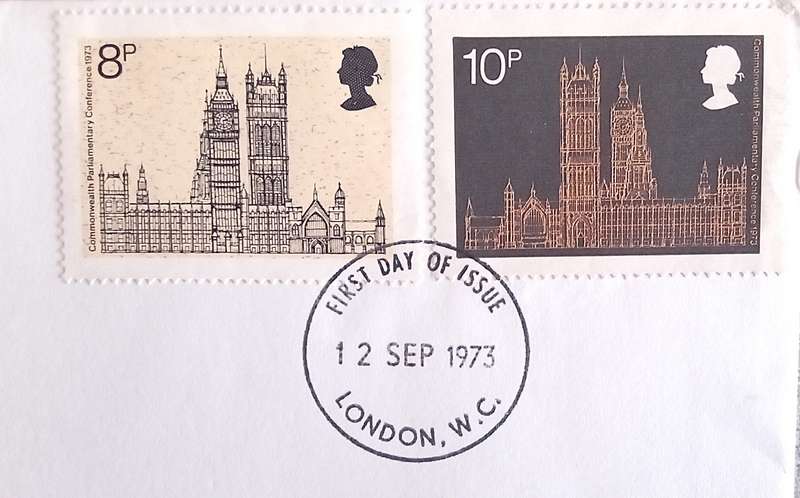 8P
Commonwealth Parliamentary Conference 1973
10P
Commonwealth Parliamentary Conference 1973
FIRST DAY OF ISSUE
12 SEP 1973
LONDON, W.C.